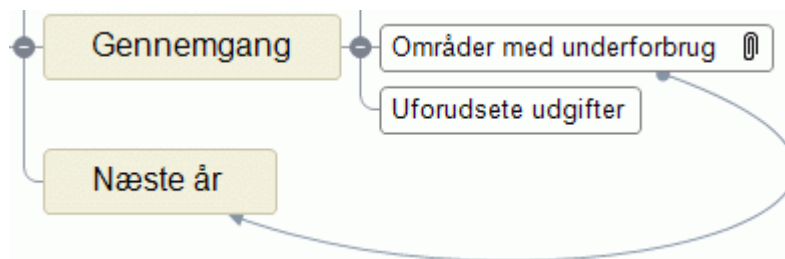 Gennemgang
Områder med underforbrug
Uforudsete udgifter
Næste år